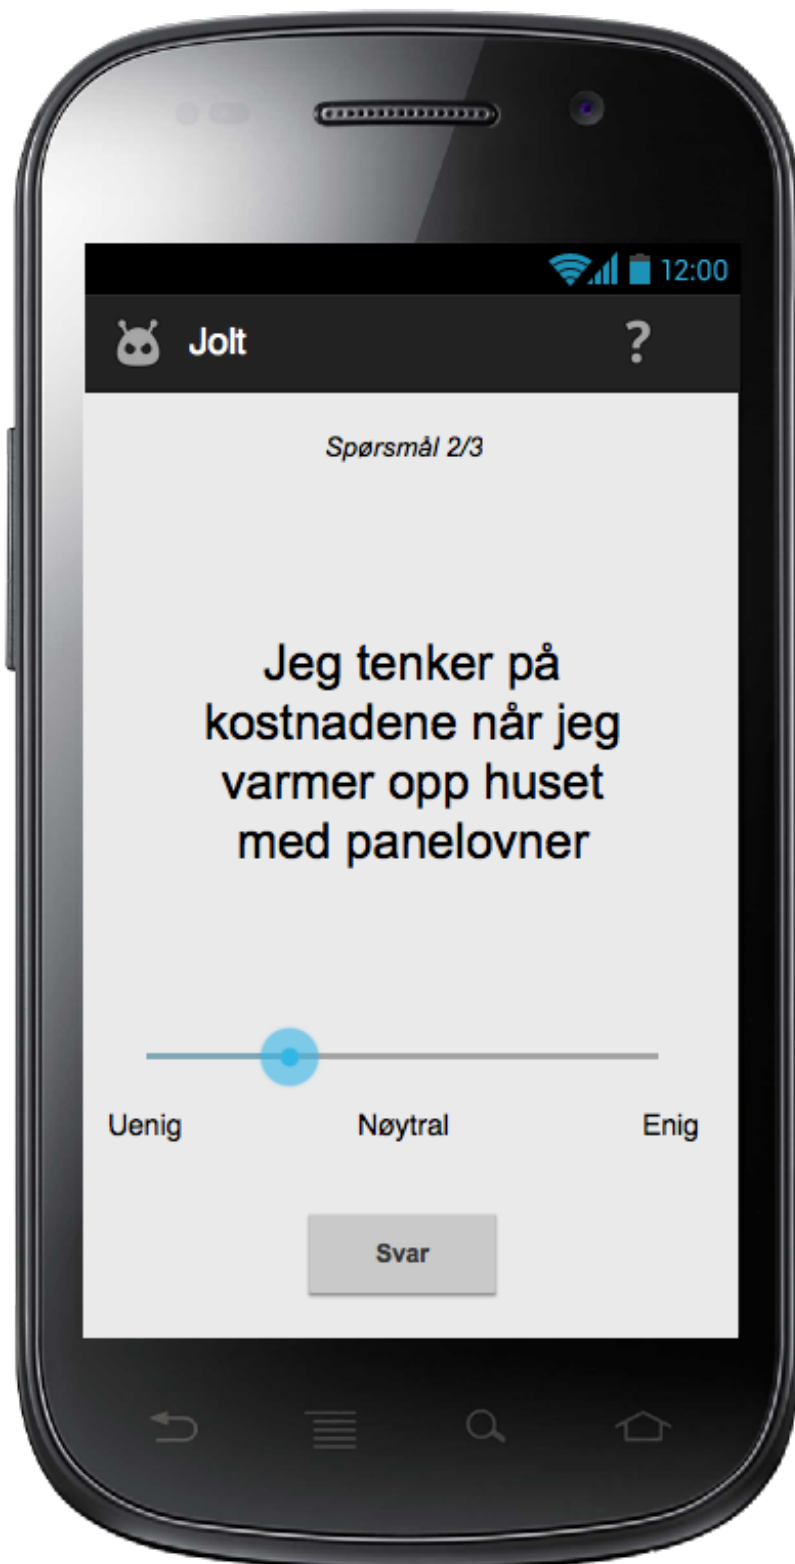 12:00
Jolt
?
Spørsmål 2/3
Jeg tenker på
kostnadene når jeg
varmer opp huset
med panelovner
Uenig Nøytral Enig
Svar